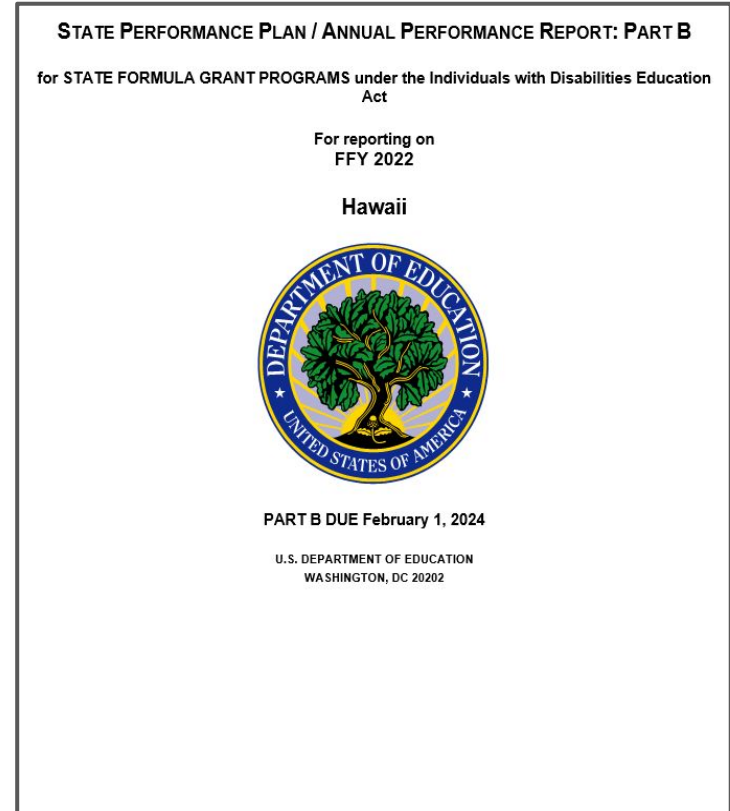 STATE PERFORMANCE PLAN / ANNUAL PERFORMANCE REPORT: PART B
for STATE FORMULA GRANT PROGRAMS under the Individuals with Disabilities Education
Act
For reporting on
FFY 2022
Hawaii
DEPARTMENT OF EDUCATION
UNITED STATES OF AMERICA
PART B DUE February 1, 2024
U.S. DEPARTMENT OF EDUCATION
WASHINGTON, DC 20202